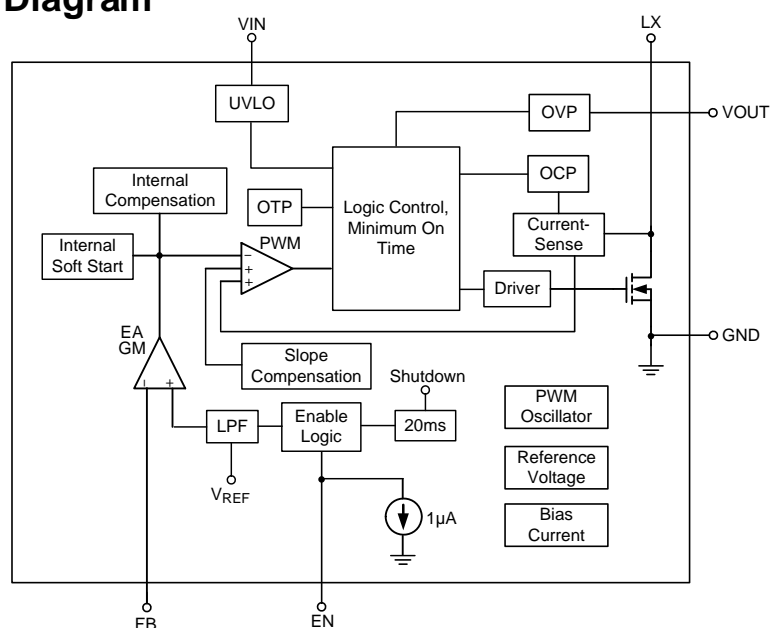 Diagram
VIN
LX
UVLO
OVP
VOUT
Internal
Compensation
OTP
Logic Control,
Minimum On
Time
OCP
Internal
Soft Start
PWM
Current-
Sense
−
+
+
Driver
EA
GM
GND
Slope
Compensation
Shutdown
− +
LPF
Enable
Logic
20ms
PWM
Oscillator
VREF
Reference
Voltage
1µA
Bias
Current
FB
EN